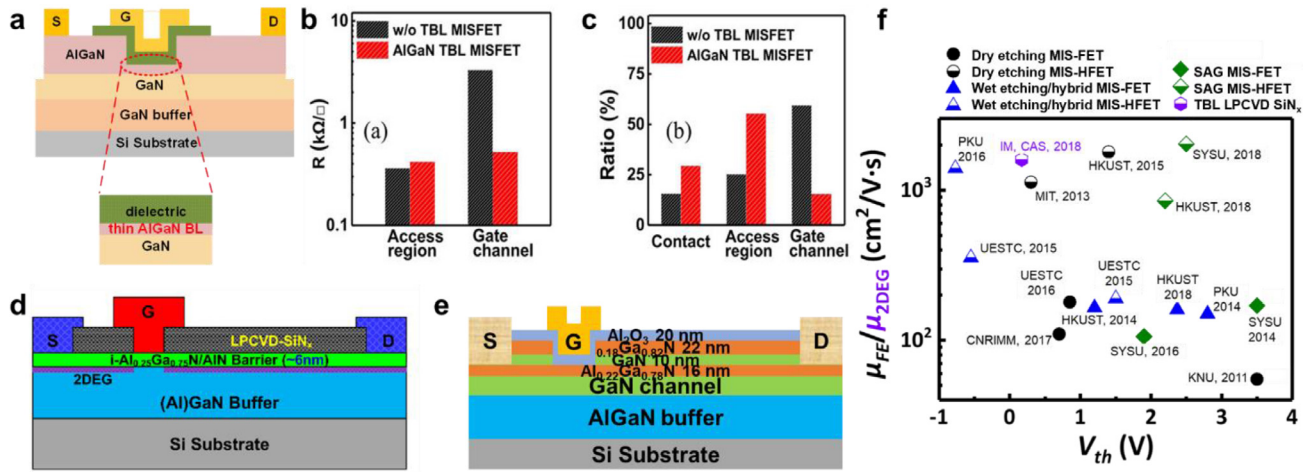 a
S
G
D
AlGaN
GaN
GaN buffer
Si Substrate
dielectric
thin AlGaN BL
GaN
b
10
1
0.1
R (kΩ/□)
w/o TBL MISFET
AlGaN TBL MISFET
(a)
Access
region
Gate
channel
c
100
75
50
25
0
Ratio (%)
w/o TBL MISFET
AlGaN TBL MISFET
(b)
Contact
Access
region
Gate
channel
d
S
G
D
LPCVD-SiNₓ
i-Al₀.₂₅Ga₀.₇₅N/AlN Barrier (~6nm)
2DEG
(Al)GaN Buffer
Si Substrate
e
S
G
D
Al₂O₃ 20 nm
₀.₁₈Ga₀.₈₂N 22 nm
GaN 10 nm
Al₀.₂₂Ga₀.₇₈N 16 nm
GaN channel
AlGaN buffer
Si Substrate
f
Dry etching MIS-FET
Dry etching MIS-HFET
Wet etching/hybrid MIS-FET
Wet etching/hybrid MIS-HFET
SAG MIS-FET
SAG MIS-HFET
TBL LPCVD SiNₓ
μFE/μ2DEG (cm²/V·s)
10³
10²
PKU
2016
IM, CAS, 2018
HKUST, 2015
SYSU, 2018
MIT, 2013
HKUST, 2018
UESTC, 2015
UESTC
2016
UESTC
2015
HKUST
2018
PKU
2014
HKUST, 2014
SYSU
2014
CNRIMM, 2017
SYSU, 2016
KNU, 2011
-1
0
1
2
3
4
Vth (V)